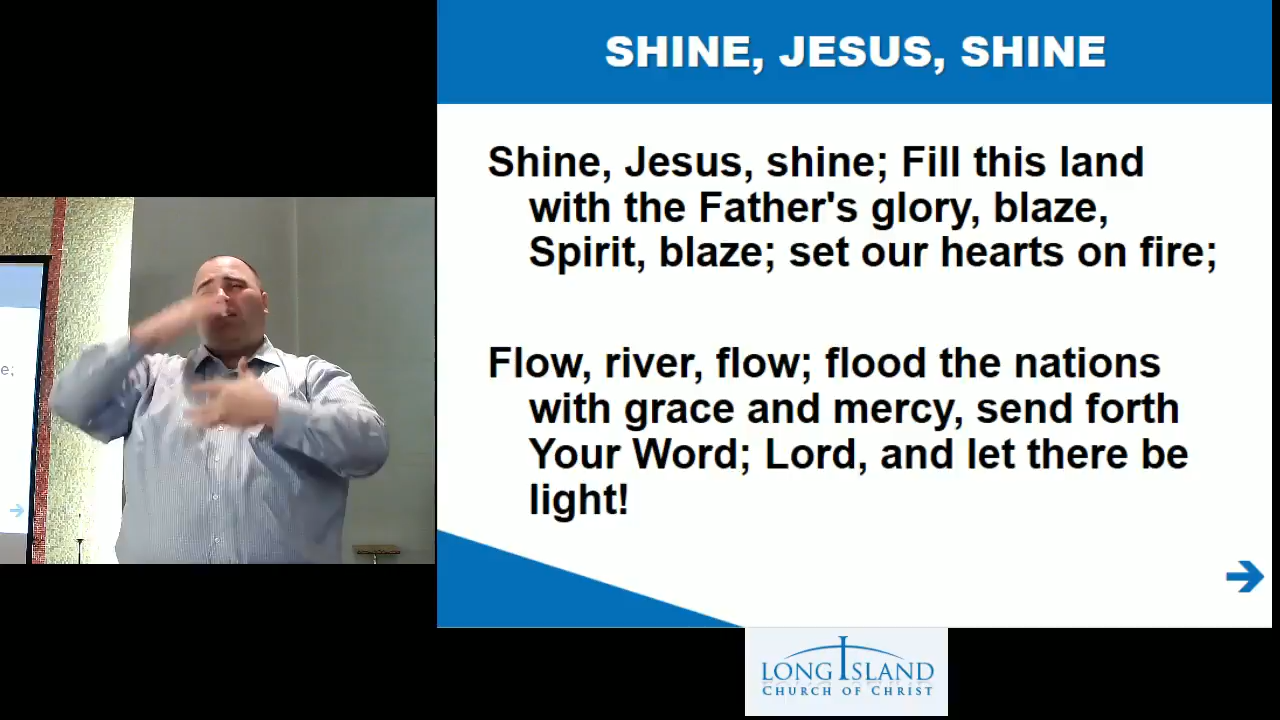 SHINE, JESUS, SHINE
Shine, Jesus, shine; Fill this land
with the Father's glory, blaze,
Spirit, blaze; set our hearts on fire;
Flow, river, flow; flood the nations
with grace and mercy, send forth
Your Word; Lord, and let there be
light!
e;
LONG ISLAND
CHURCH OF CHRIST